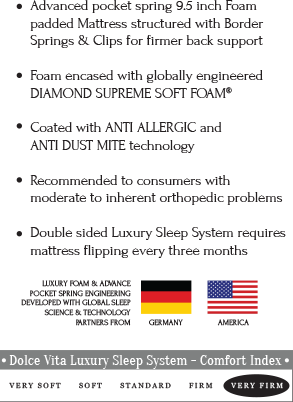 • Advanced pocket spring 9.5 inch Foam
padded Mattress structured with Border
Springs & Clips for firmer back support
• Foam encased with globally engineered
DIAMOND SUPREME SOFT FOAM®
• Coated with ANTI ALLERGIC and
ANTI DUST MITE technology
• Recommended to consumers with
moderate to inherent orthopedic problems
• Double sided Luxury Sleep System requires
mattress flipping every three months
LUXURY FOAM & ADVANCE
POCKET SPRING ENGINEERING
DEVELOPED WITH GLOBAL SLEEP
SCIENCE & TECHNOLOGY
PARTNERS FROM
GERMANY AMERICA
• Dolce Vita Luxury Sleep System – Comfort Index •
VERY SOFT SOFT STANDARD FIRM VERY FIRM